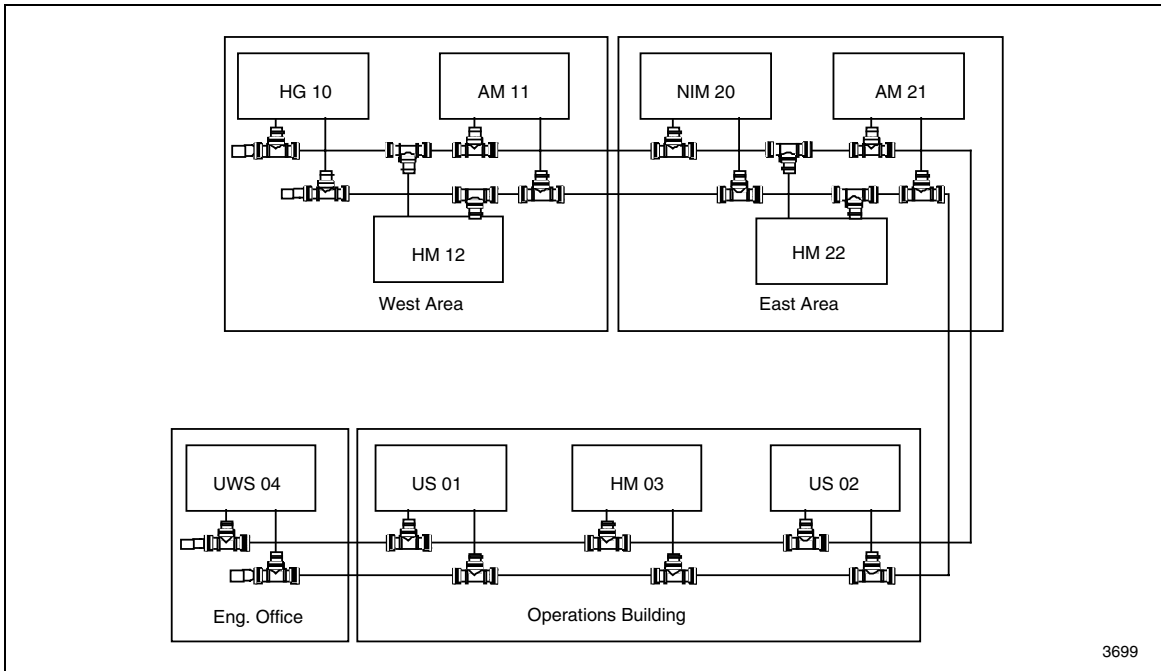 HG 10
AM 11
NIM 20
AM 21
HM 12
HM 22
West Area
East Area
UWS 04
US 01
HM 03
US 02
Eng. Office
Operations Building
3699